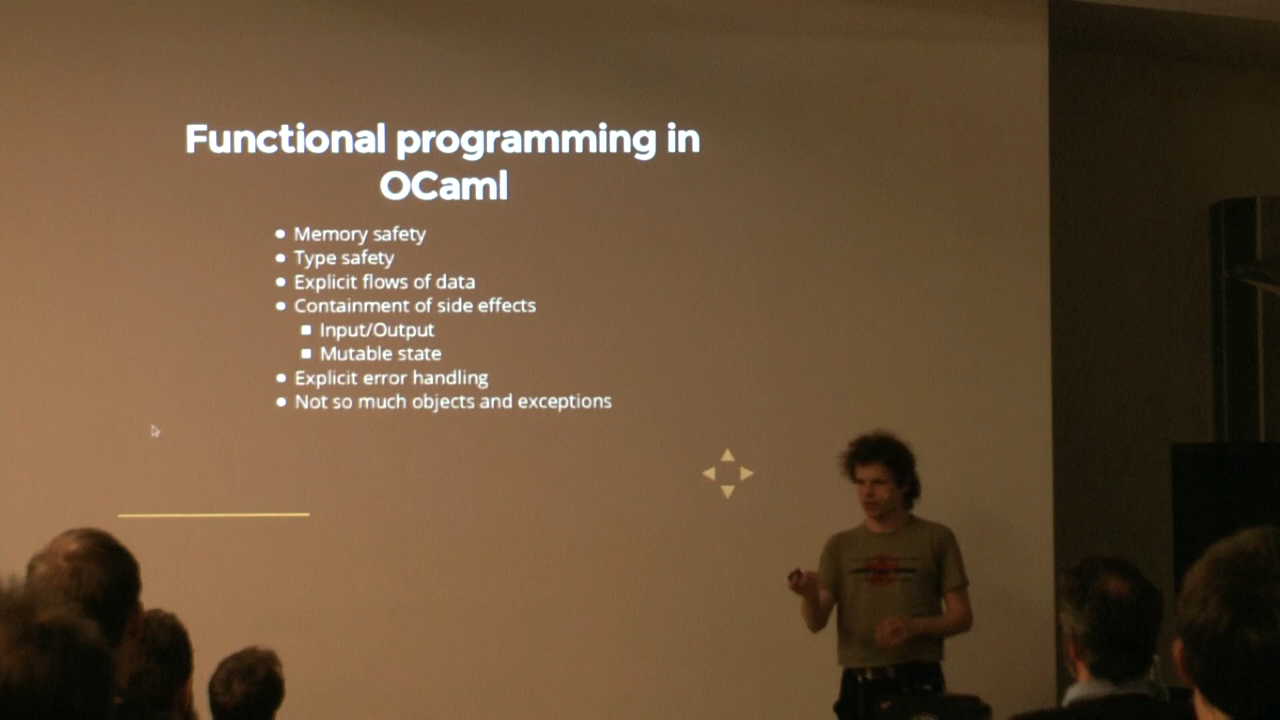 Functional programming in
OCaml
Memory safety
Type safety
Explicit flows of data
Containment of side effects
Input/Output
Mutable state
Explicit error handling
Not so much objects and exceptions